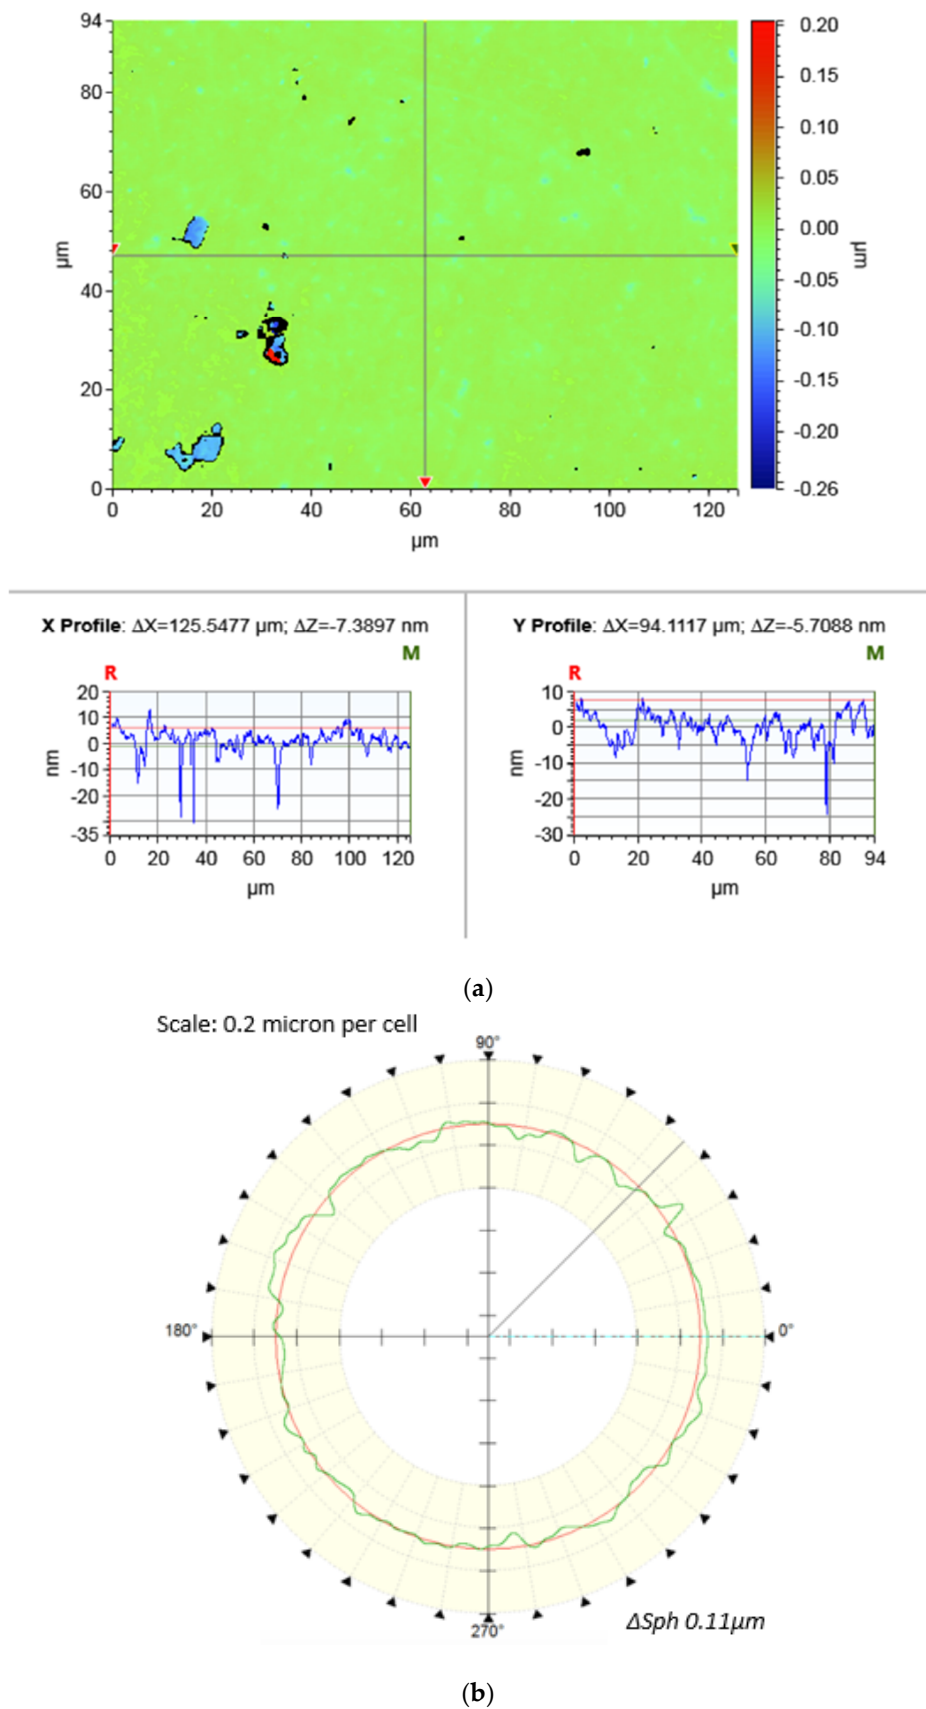 94
80
60
40
20
0
µm
0 20 40 60 80 100 120
µm
0.20
0.15
0.10
0.05
0.00
-0.05
-0.10
-0.15
-0.20
-0.26
µm
X Profile: ΔX=125.5477 µm; ΔZ=-7.3897 nm
M
R
20
10
0
-10
-20
-35
nm
0 20 40 60 80 100 120
µm
Y Profile: ΔX=94.1117 µm; ΔZ=-5.7088 nm
M
R
10
0
-10
-20
-30
nm
0 20 40 60 80 94
µm
(a)
Scale: 0.2 micron per cell
90°
180°
0°
270°
ΔSph 0.11µm
(b)